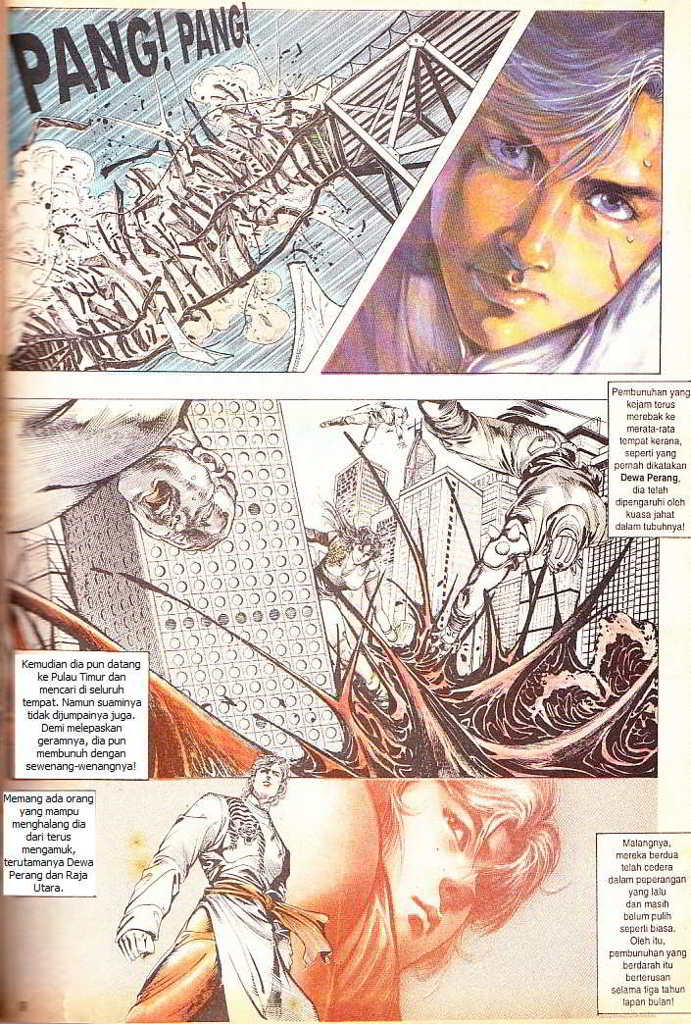 PANG! PANG!
Pembunuhan yang
kejam terus
merebak ke
merata-rata
tempat kerana,
seperti yang
pernah dikatakan
Dewa Perang,
dia telah
dipengaruhi oleh
kuasa jahat
dalam tubuhnya!
Kemudian dia pun datang
ke Pulau Timur dan
mencari di seluruh
tempat. Namun suaminya
tidak dijumpainya juga.
Demi melepaskan
geramnya, dia pun
membunuh dengan
sewenang-wenangnya!
Memang ada orang
yang mampu
menghalang dia
dari terus
mengamuk,
terutamanya Dewa
Perang dan Raja
Utara.
Malangnya,
mereka berdua
telah cedera
dalam peperangan
yang lalu
dan masih
belum pulih
seperti biasa.
Oleh itu,
pembunuhan yang
berdarah itu
berterusan
selama tiga tahun
lapan bulan!